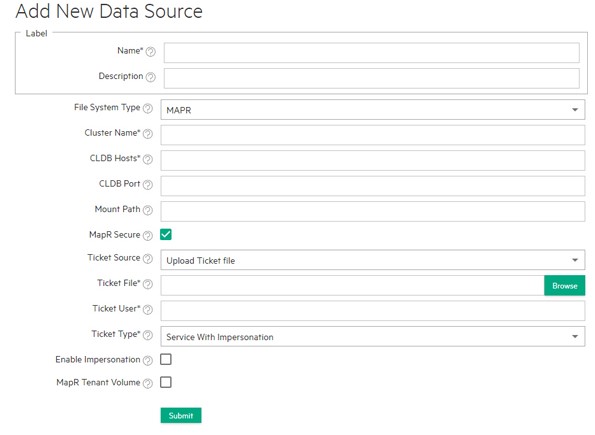 Add New Data Source
Label
Name*
Description
File System Type MAPR
Cluster Name*
CLDB Hosts*
CLDB Port
Mount Path
MapR Secure
Ticket Source Upload Ticket file
Ticket File* Browse
Ticket User*
Ticket Type* Service With Impersonation
Enable Impersonation
MapR Tenant Volume
Submit